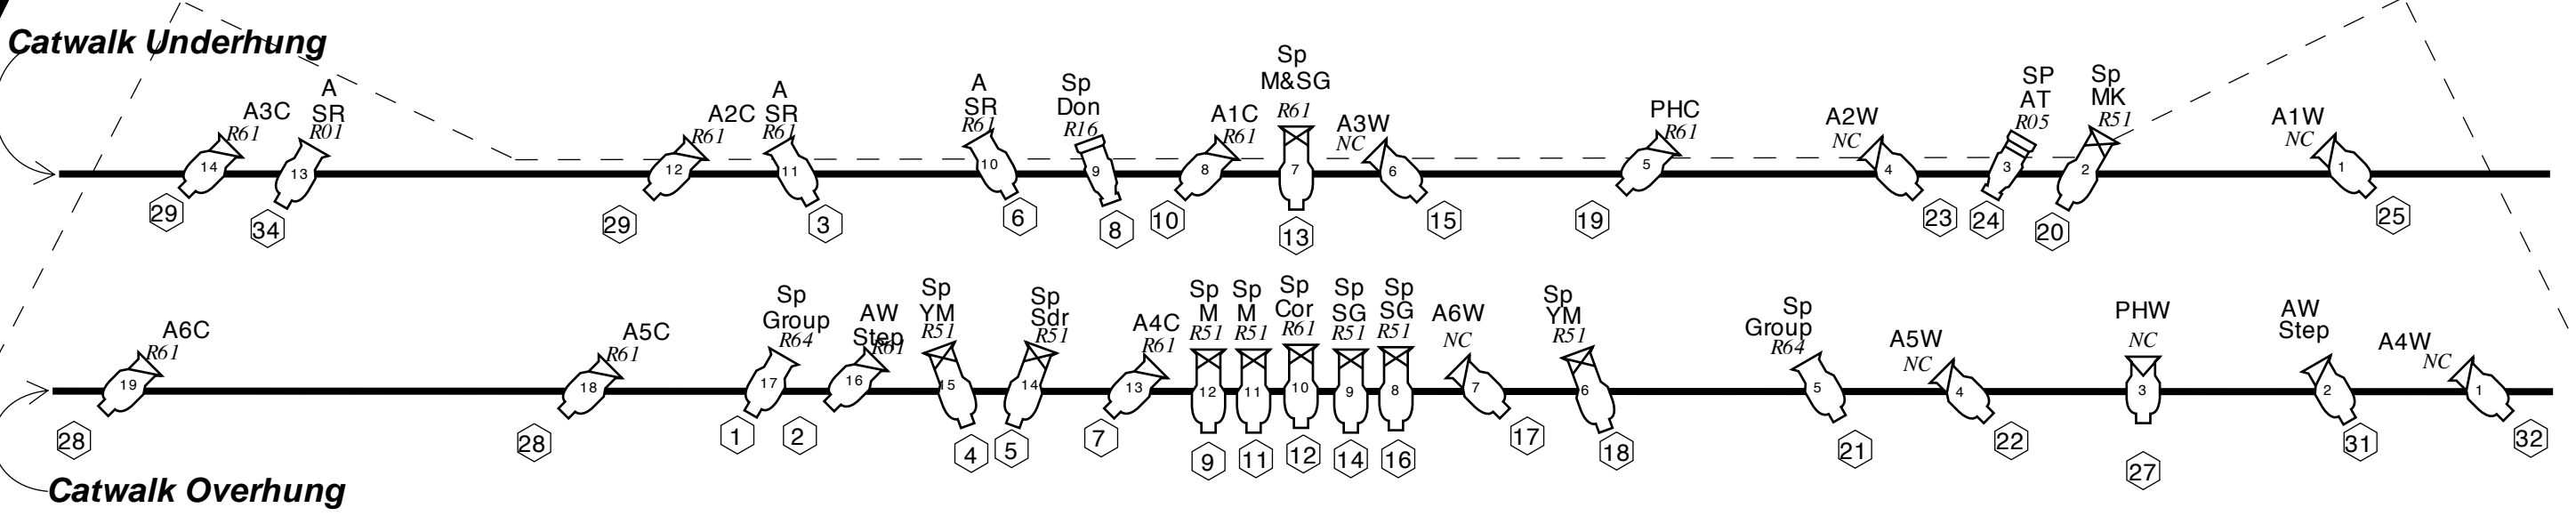 Catwalk Underhung
A3C
R61
14
29
A
SR
R01
13
34
A2C
R61
12
29
A
SR
R61
11
3
A
SR
R61
10
6
Sp
Don
R16
9
8
A1C
R61
8
10
Sp
M&SG
R61
7
13
A3W
NC
6
15
PHC
R61
5
19
A2W
NC
4
23
SP
AT
R05
3
24
Sp
MK
R51
2
20
A1W
NC
1
25
A6C
R61
19
28
A5C
R61
18
28
Sp
Group
R64
17
1
AW
Step
R61
16
2
Sp
YM
R51
15
4
Sp
Sdr
R51
14
5
A4C
R61
13
7
Sp
M
R51
12
9
Sp
M
R51
11
11
Sp
Cor
R61
10
12
Sp
SG
R51
9
14
Sp
SG
R51
8
16
A6W
NC
7
17
Sp
YM
R51
6
18
Sp
Group
R64
5
21
A5W
NC
4
22
PHW
NC
3
27
AW
Step
2
31
A4W
NC
1
32
Catwalk Overhung